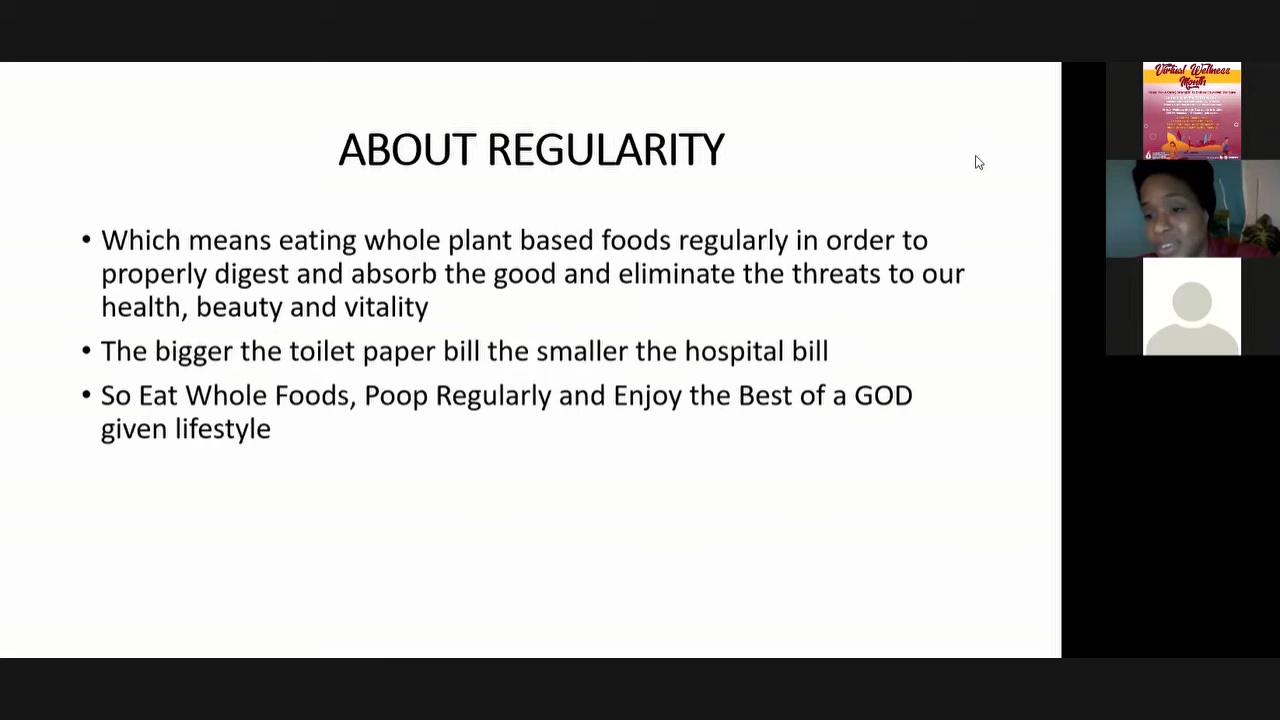 ABOUT REGULARITY
• Which means eating whole plant based foods regularly in order to
properly digest and absorb the good and eliminate the threats to our
health, beauty and vitality
• The bigger the toilet paper bill the smaller the hospital bill
• So Eat Whole Foods, Poop Regularly and Enjoy the Best of a GOD
given lifestyle
Virtual Wellness
Month